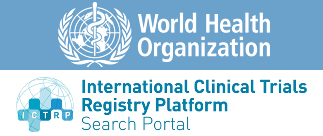 World Health
Organization
International Clinical Trials
Registry Platform
ICTRP
Search Portal